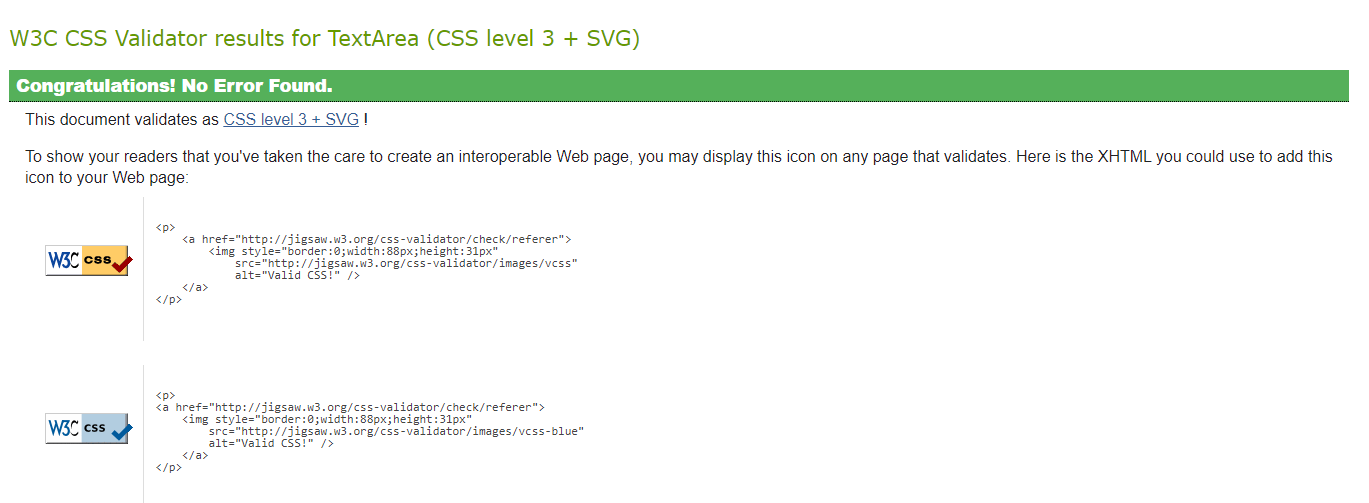 W3C CSS Validator results for TextArea (CSS level 3 + SVG)
Congratulations! No Error Found.
This document validates as CSS level 3 + SVG !
To show your readers that you've taken the care to create an interoperable Web page, you may display this icon on any page that validates. Here is the XHTML you could use to add this
icon to your Web page:
W3C css
<p>
<a href="http://jigsaw.w3.org/css-validator/check/referer">
<img style="border:0;width:88px;height:31px"
src="http://jigsaw.w3.org/css-validator/images/vcss"
alt="Valid CSS!" />
</a>
</p>
W3C css
<p>
<a href="http://jigsaw.w3.org/css-validator/check/referer">
<img style="border:0;width:88px;height:31px"
src="http://jigsaw.w3.org/css-validator/images/vcss-blue"
alt="Valid CSS!" />
</a>
</p>